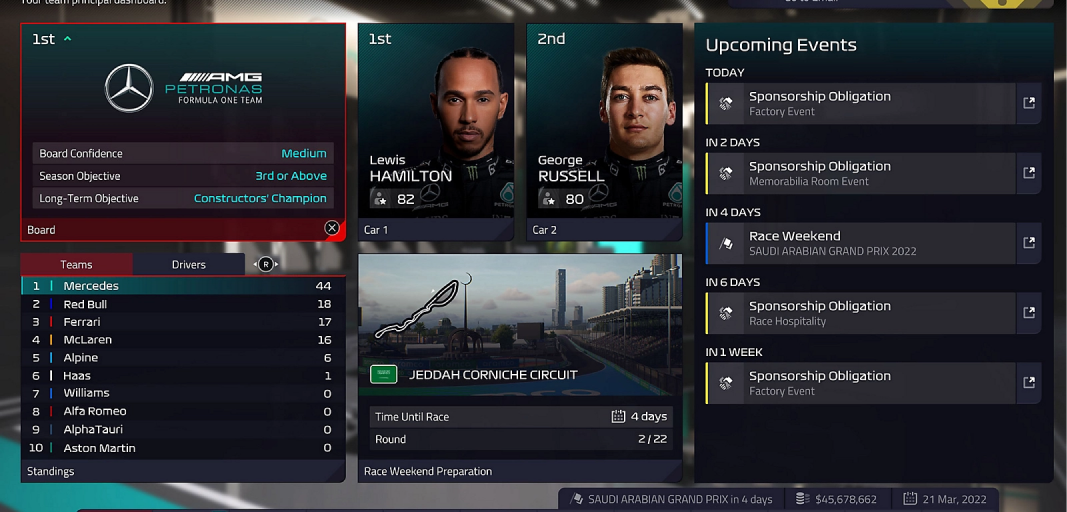 Your team principal dashboard.
1st
AMG
PETRONAS
FORMULA ONE TEAM
Board Confidence Medium
Season Objective 3rd or Above
Long-Term Objective Constructors' Champion
Board
1st
Lewis
HAMILTON
82
Car 1
2nd
George
RUSSELL
80
Car 2
Upcoming Events
TODAY
Sponsorship Obligation
Factory Event
IN 2 DAYS
Sponsorship Obligation
Memorabilia Room Event
IN 4 DAYS
Race Weekend
SAUDI ARABIAN GRAND PRIX 2022
IN 6 DAYS
Sponsorship Obligation
Race Hospitality
IN 1 WEEK
Sponsorship Obligation
Factory Event
Teams Drivers R
1 Mercedes 44
2 Red Bull 18
3 Ferrari 17
4 McLaren 16
5 Alpine 6
6 Haas 1
7 Williams 0
8 Alfa Romeo 0
9 AlphaTauri 0
10 Aston Martin 0
Standings
JEDDAH CORNICHE CIRCUIT
Time Until Race 4 days
Round 2/22
Race Weekend Preparation
SAUDI ARABIAN GRAND PRIX in 4 days $45,678,662 21 Mar, 2022